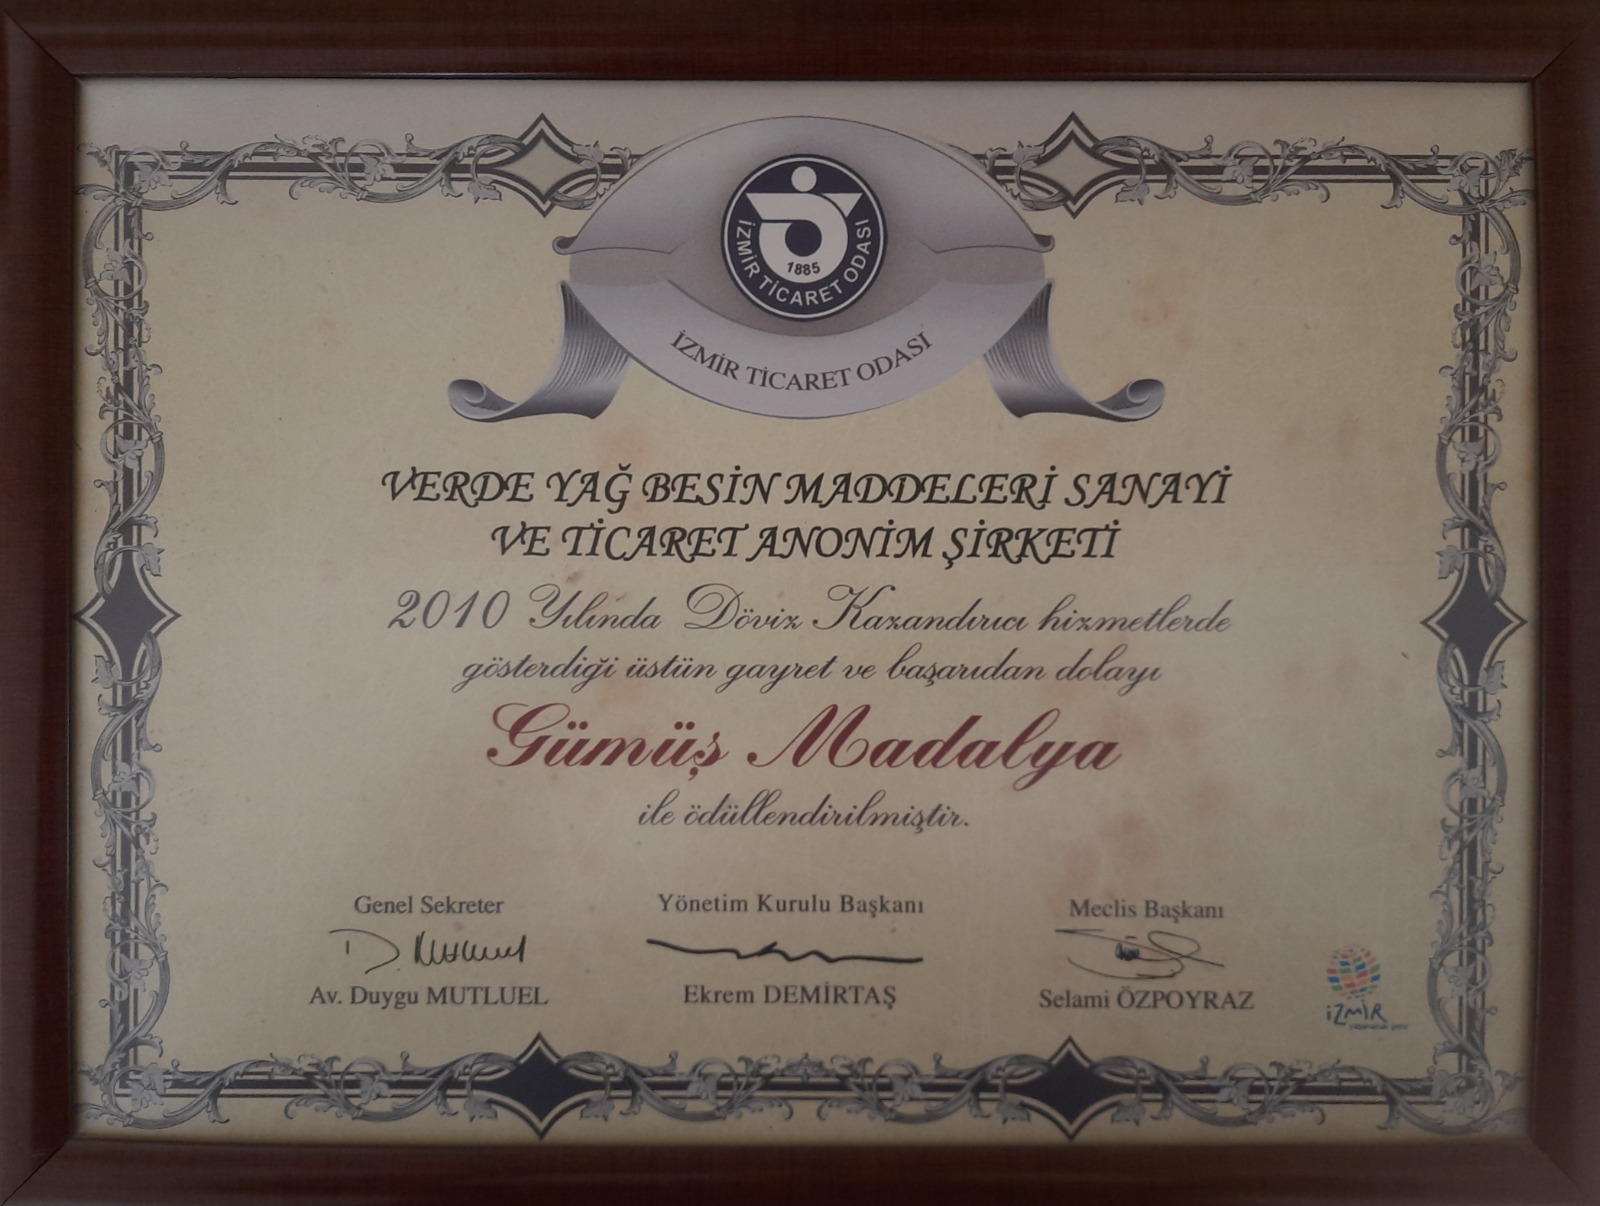 İZMİR TİCARET ODASI
1885
İZMİR TİCARET ODASI
VERDE YAĞ BESİN MADDELERİ SANAYİ
VE TİCARET ANONİM ŞİRKETİ
2010 Yılında Döviz Kazandırıcı hizmetlerde
gösterdiği üstün gayret ve başarıdan dolayı
Gümüş Madalya
ile ödüllendirilmiştir.
Genel Sekreter
Yönetim Kurulu Başkanı
Meclis Başkanı
Av. Duygu MUTLUEL
Ekrem DEMİRTAŞ
Selami ÖZPOYRAZ
İZMİR